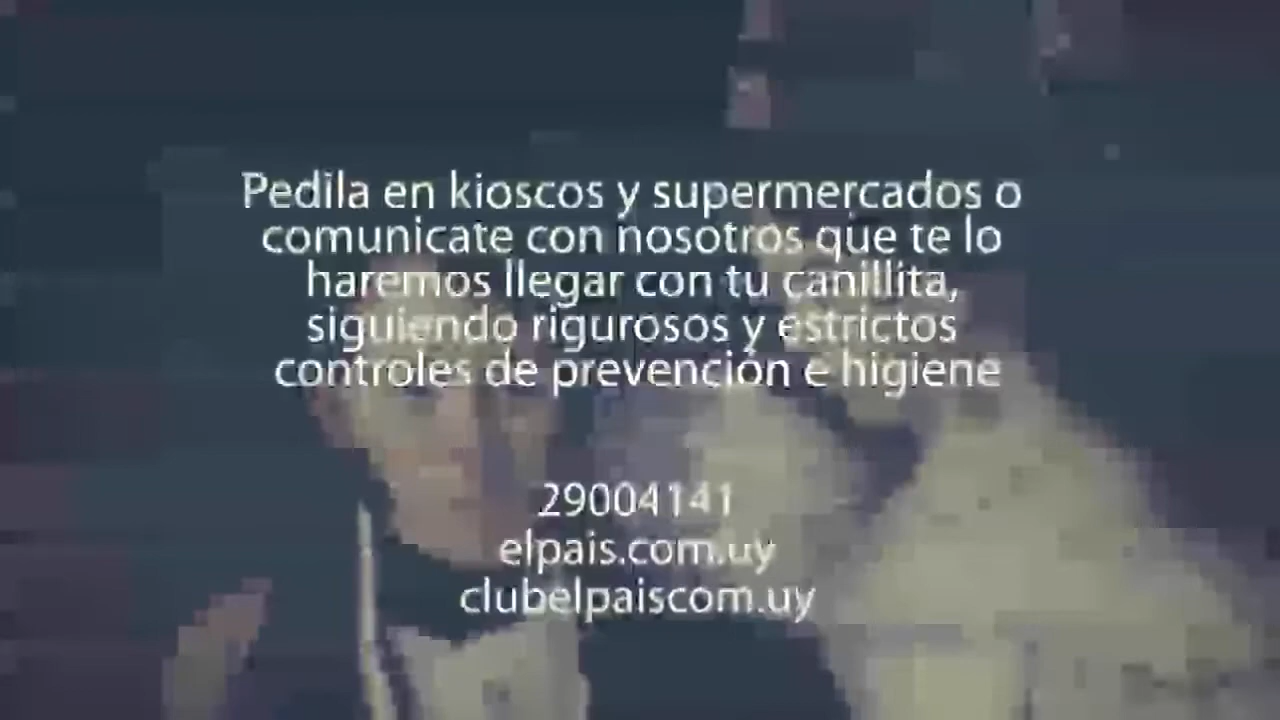 Pedila en kioscos y supermercados o
comunicate con nosotros que te lo
haremos llegar con tu canillita,
siguiendo rigurosos y estrictos
controles de prevención e higiene
29004141
elpais.com.uy
clubelpaiscom.uy